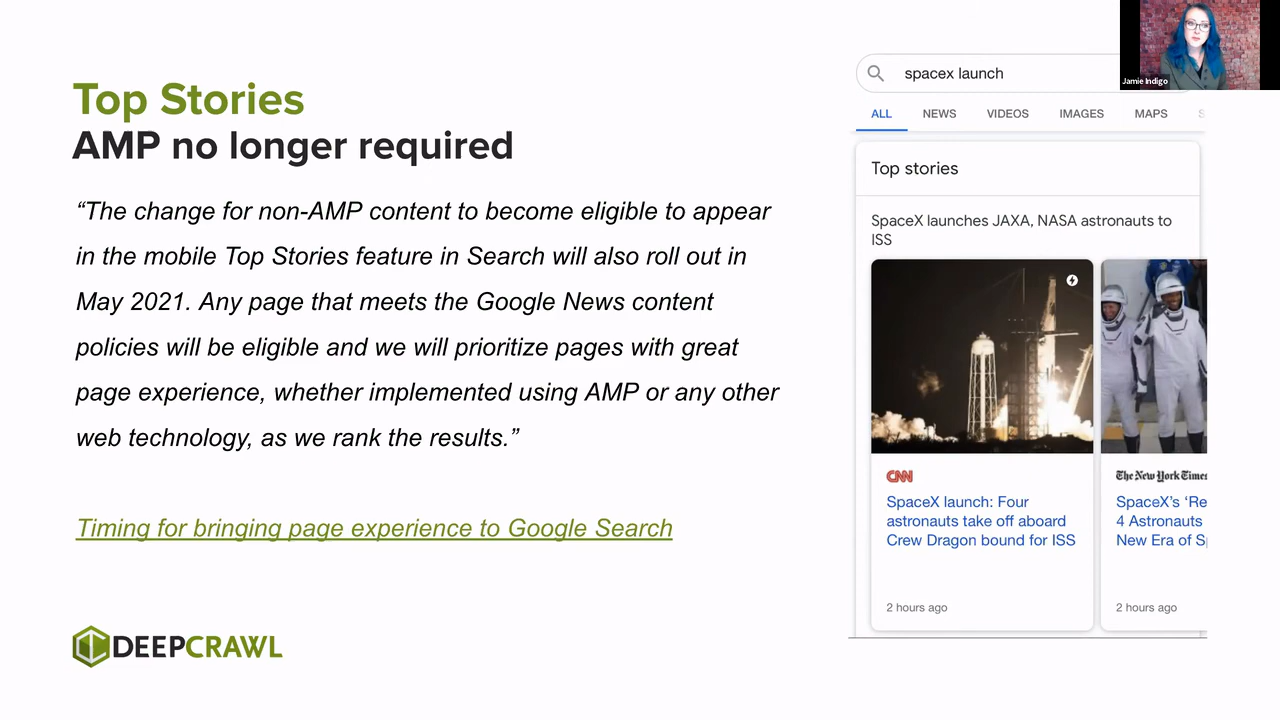 Top Stories
AMP no longer required
“The change for non-AMP content to become eligible to appear
in the mobile Top Stories feature in Search will also roll out in
May 2021. Any page that meets the Google News content
policies will be eligible and we will prioritize pages with great
page experience, whether implemented using AMP or any other
web technology, as we rank the results.”
Timing for bringing page experience to Google Search
DEEPCRAWL
spacex launch
Jamie Indigo
ALL NEWS VIDEOS IMAGES MAPS S
Top stories
SpaceX launches JAXA, NASA astronauts to
ISS
CNN
SpaceX launch: Four
astronauts take off aboard
Crew Dragon bound for ISS
2 hours ago
The New York Times
SpaceX’s ‘Re
4 Astronauts
New Era of Sp
2 hours ago